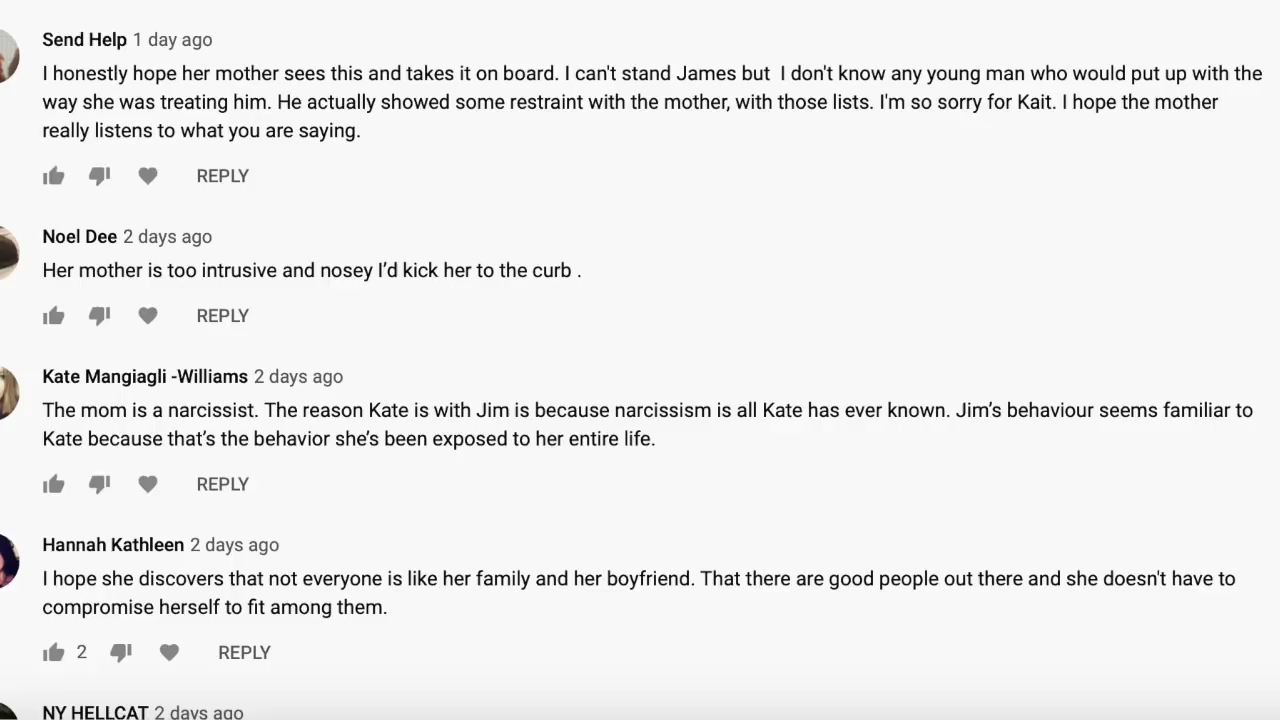 Send Help 1 day ago
I honestly hope her mother sees this and takes it on board. I can't stand James but  I don't know any young man who would put up with the
way she was treating him. He actually showed some restraint with the mother, with those lists. I'm so sorry for Kait. I hope the mother
really listens to what you are saying.
REPLY
Noel Dee 2 days ago
Her mother is too intrusive and nosey I’d kick her to the curb .
REPLY
Kate Mangiagli -Williams 2 days ago
The mom is a narcissist. The reason Kate is with Jim is because narcissism is all Kate has ever known. Jim’s behaviour seems familiar to
Kate because that’s the behavior she’s been exposed to her entire life.
REPLY
Hannah Kathleen 2 days ago
I hope she discovers that not everyone is like her family and her boyfriend. That there are good people out there and she doesn't have to
compromise herself to fit among them.
2 REPLY
NY HELLCAT 2 days ago